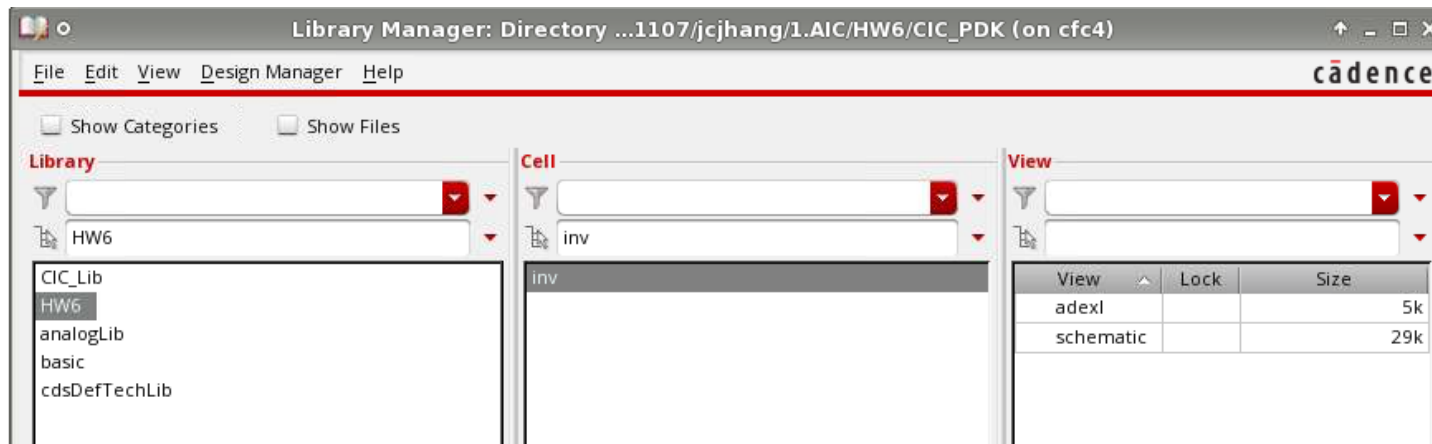 Library Manager: Directory ...1107/jcjhang/1.AIC/HW6/CIC_PDK (on cfc4)
File Edit View Design Manager Help
cādence
Show Categories Show Files
Library Cell View
HW6 inv
CIC_Lib inv View Lock Size
HW6 adexl 5k
analogLib schematic 29k
basic
cdsDefTechLib